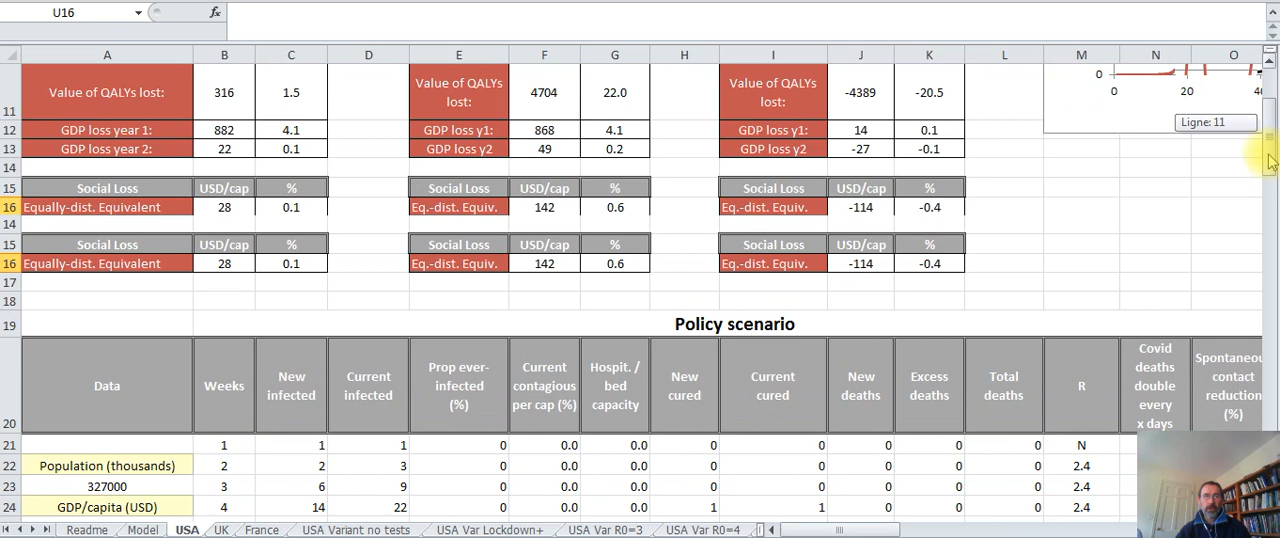 U16 fx
A B C D E F G H I J K L M N O
11 Value of QALYs lost: 316 1.5 Value of QALYs lost: 4704 22.0 Value of QALYs lost: -4389 -20.5
0
0 20 40
Ligne: 11
12 GDP loss year 1: 882 4.1 GDP loss y1: 868 4.1 GDP loss y1: 14 0.1
13 GDP loss year 2: 22 0.1 GDP loss y2 49 0.2 GDP loss y2 -27 -0.1
14
15 Social Loss USD/cap % Social Loss USD/cap % Social Loss USD/cap %
16 Equally-dist. Equivalent 28 0.1 Eq.-dist. Equiv. 142 0.6 Eq.-dist. Equiv. -114 -0.4
14
15 Social Loss USD/cap % Social Loss USD/cap % Social Loss USD/cap %
16 Equally-dist. Equivalent 28 0.1 Eq.-dist. Equiv. 142 0.6 Eq.-dist. Equiv. -114 -0.4
17
18
19 Policy scenario
20 Data Weeks New infected Current infected Prop ever-infected (%) Current contagious per cap (%) Hospit. / bed capacity New cured Current cured New deaths Excess deaths Total deaths R Covid deaths double every x days Spontaneous contact reduction (%)
21 1 1 1 0 0.0 0.0 0 0 0 0 0 N
22 Population (thousands) 2 2 3 0 0.0 0.0 0 0 0 0 0 2.4
23 327000 3 6 9 0 0.0 0.0 0 0 0 0 0 2.4
24 GDP/capita (USD) 4 14 22 0 0.0 0.0 1 1 0 0 0 2.4
Readme Model USA UK France USA Variant no tests USA Var Lockdown+ USA Var R0=3 USA Var R0=4